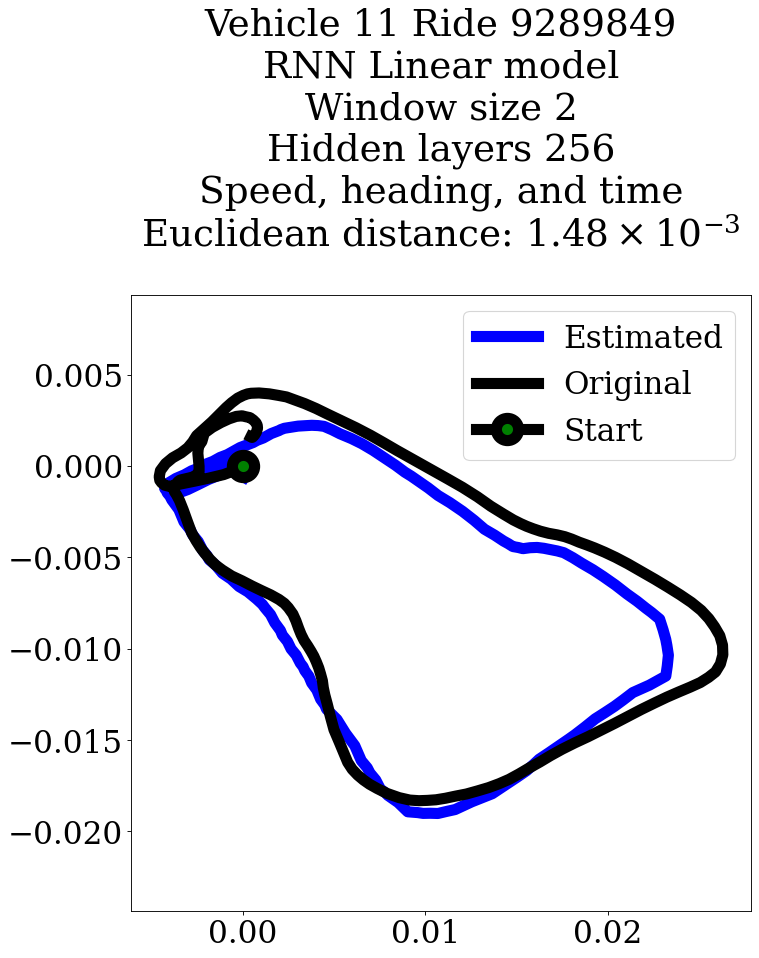 Vehicle 11 Ride 9289849
RNN Linear model
Window size 2
Hidden layers 256
Speed, heading, and time
Euclidean distance: 1.48 × 10⁻³
Estimated
Original
Start
0.005
0.000
−0.005
−0.010
−0.015
−0.020
0.00 0.01 0.02